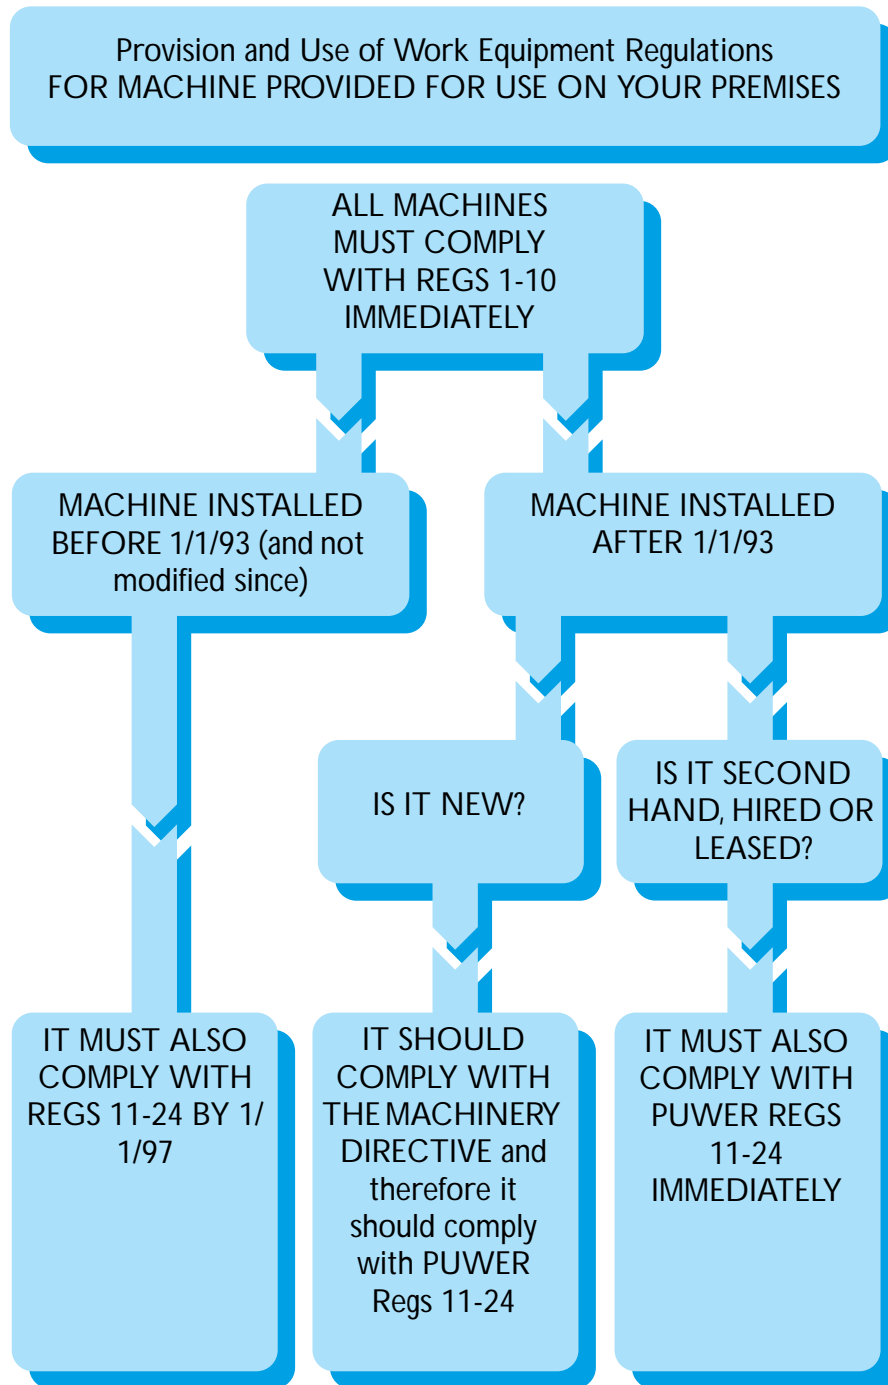 Provision and Use of Work Equipment Regulations
FOR MACHINE PROVIDED FOR USE ON YOUR PREMISES
ALL MACHINES
MUST COMPLY
WITH REGS 1-10
IMMEDIATELY
MACHINE INSTALLED
BEFORE 1/1/93 (and not
modified since)
MACHINE INSTALLED
AFTER 1/1/93
IS IT NEW?
IS IT SECOND
HAND, HIRED OR
LEASED?
IT MUST ALSO
COMPLY WITH
REGS 11-24 BY 1/
1/97
IT SHOULD
COMPLY WITH
THE MACHINERY
DIRECTIVE and
therefore it
should comply
with PUWER
Regs 11-24
IT MUST ALSO
COMPLY WITH
PUWER REGS
11-24
IMMEDIATELY